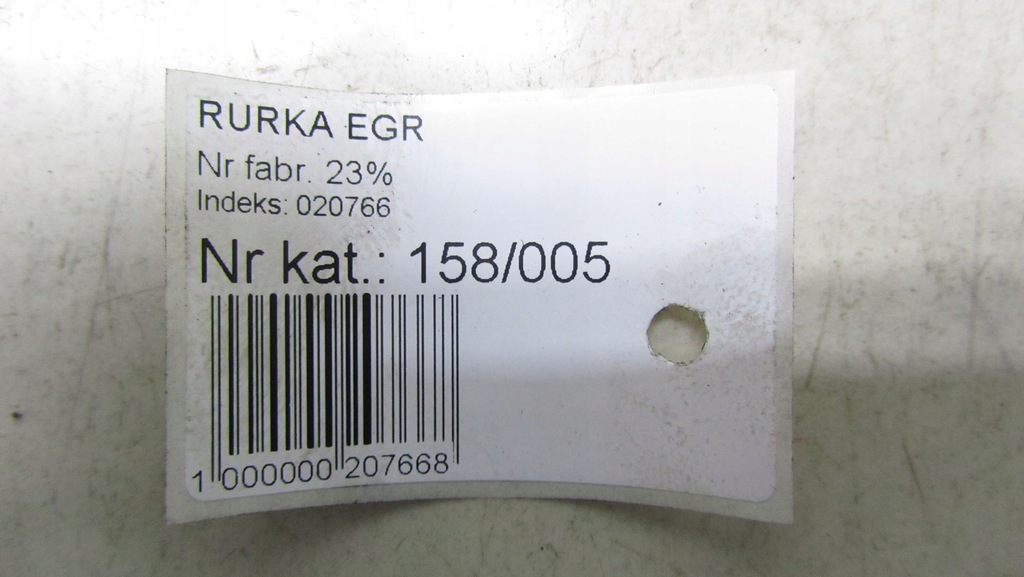 RURKA EGR
Nr fabr. 23%
Indeks: 020766
Nr kat.: 158/005
1 000000 207668